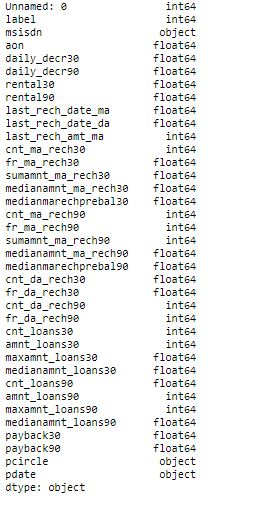 Unnamed: 0 int64
label int64
msisdn object
aon float64
daily_decr30 float64
daily_decr90 float64
rental30 float64
rental90 float64
last_rech_date_ma float64
last_rech_date_da float64
last_rech_amt_ma int64
cnt_ma_rech30 int64
fr_ma_rech30 float64
sumamnt_ma_rech30 float64
medianamnt_ma_rech30 float64
medianmarechprebal30 float64
cnt_ma_rech90 int64
fr_ma_rech90 int64
sumamnt_ma_rech90 int64
medianamnt_ma_rech90 float64
medianmarechprebal90 float64
cnt_da_rech30 float64
fr_da_rech30 float64
cnt_da_rech90 int64
fr_da_rech90 int64
cnt_loans30 int64
amnt_loans30 int64
maxamnt_loans30 float64
medianamnt_loans30 float64
cnt_loans90 float64
amnt_loans90 int64
maxamnt_loans90 int64
medianamnt_loans90 float64
payback30 float64
payback90 float64
pcircle object
pdate object
dtype: object